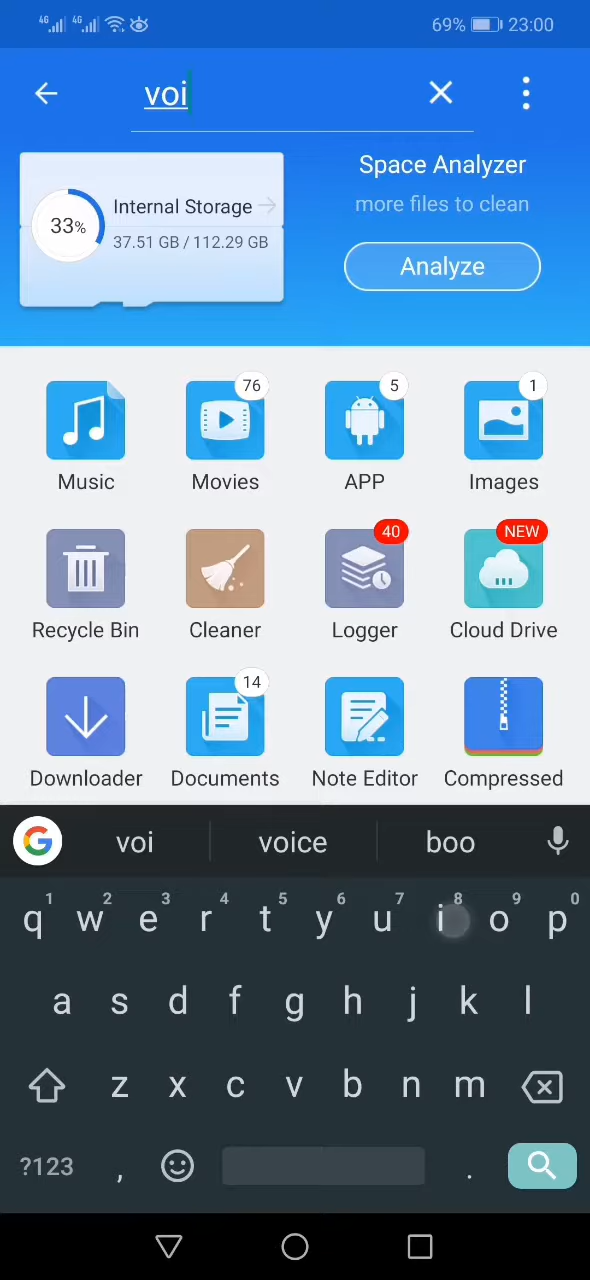 4G 4G 69% 23:00
voi
33% Internal Storage
37.51 GB / 112.29 GB
Space Analyzer
more files to clean
Analyze
76 5 1
Music Movies APP Images
40 NEW
Recycle Bin Cleaner Logger Cloud Drive
14
Downloader Documents Note Editor Compressed
G voi voice boo
1 2 3 4 5 6 7 8 9 0
q w e r t y u i o p
a s d f g h j k l
z x c v b n m
?123 , .